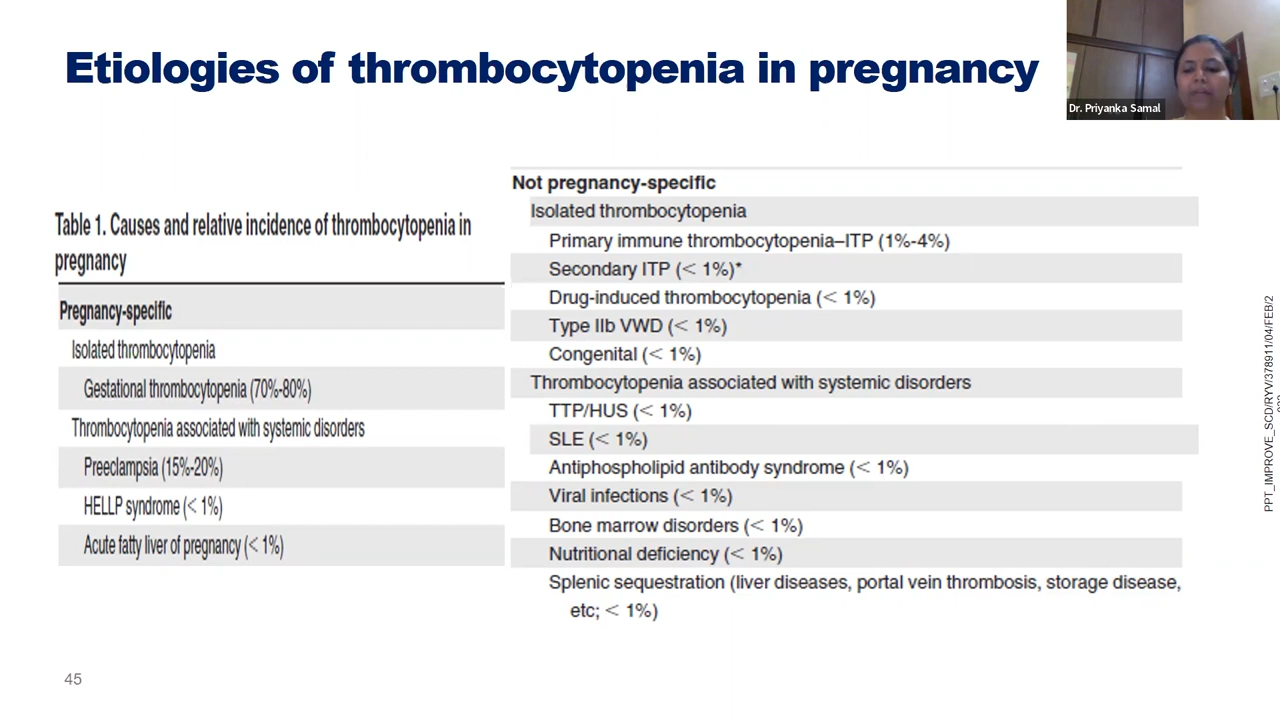 Etiologies of thrombocytopenia in pregnancy
Dr. Priyanka Samal
Table 1. Causes and relative incidence of thrombocytopenia in
pregnancy
Pregnancy-specific
Isolated thrombocytopenia
Gestational thrombocytopenia (70%-80%)
Thrombocytopenia associated with systemic disorders
Preeclampsia (15%-20%)
HELLP syndrome (< 1%)
Acute fatty liver of pregnancy (< 1%)
Not pregnancy-specific
Isolated thrombocytopenia
Primary immune thrombocytopenia–ITP (1%-4%)
Secondary ITP (< 1%)*
Drug-induced thrombocytopenia (< 1%)
Type IIb VWD (< 1%)
Congenital (< 1%)
Thrombocytopenia associated with systemic disorders
TTP/HUS (< 1%)
SLE (< 1%)
Antiphospholipid antibody syndrome (< 1%)
Viral infections (< 1%)
Bone marrow disorders (< 1%)
Nutritional deficiency (< 1%)
Splenic sequestration (liver diseases, portal vein thrombosis, storage disease,
etc; < 1%)
PPT_IMPROVE_SCD/RYV/378911/04/FEB/2
45